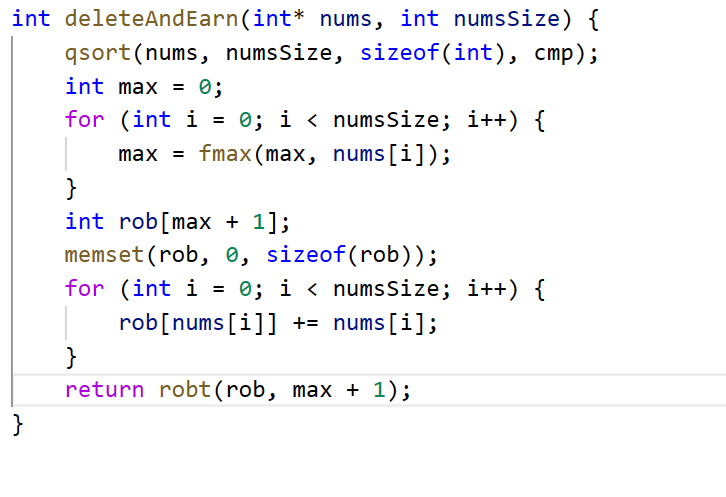 int deleteAndEarn(int* nums, int numsSize) {
    qsort(nums, numsSize, sizeof(int), cmp);
    int max = 0;
    for (int i = 0; i < numsSize; i++) {
        max = fmax(max, nums[i]);
    }
    int rob[max + 1];
    memset(rob, 0, sizeof(rob));
    for (int i = 0; i < numsSize; i++) {
        rob[nums[i]] += nums[i];
    }
    return robt(rob, max + 1);
}